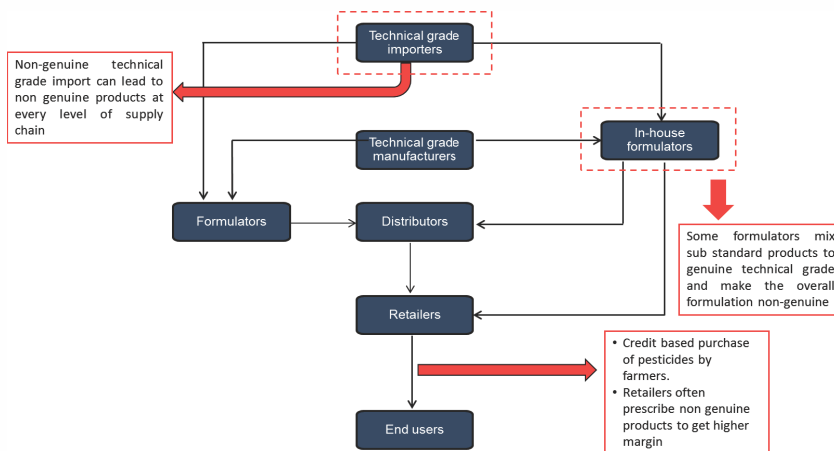 Technical grade
importers
Non-genuine technical
grade import can lead to
non genuine products at
every level of supply
chain
Technical grade
manufacturers
In-house
formulators
Formulators
Distributors
Some formulators mix
sub standard products to
genuine technical grade
and make the overall
formulation non-genuine
Retailers
• Credit based purchase
of pesticides by
farmers.
• Retailers often
prescribe non genuine
products to get higher
margin
End users